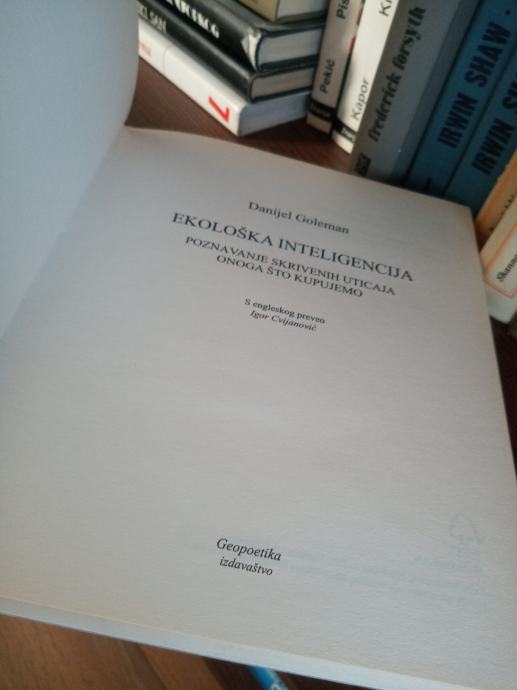 Danijel Goleman
EKOLOŠKA INTELIGENCIJA
POZNAVANJE SKRIVENIH UTICAJA
ONOGA ŠTO KUPUJEMO
S engleskog preveo
Igor Cvijanović
Geopoetika
izdavaštvo
Pekić
Kapor
frederick forsyth
IRWIN SHAW
IRWIN SHAW